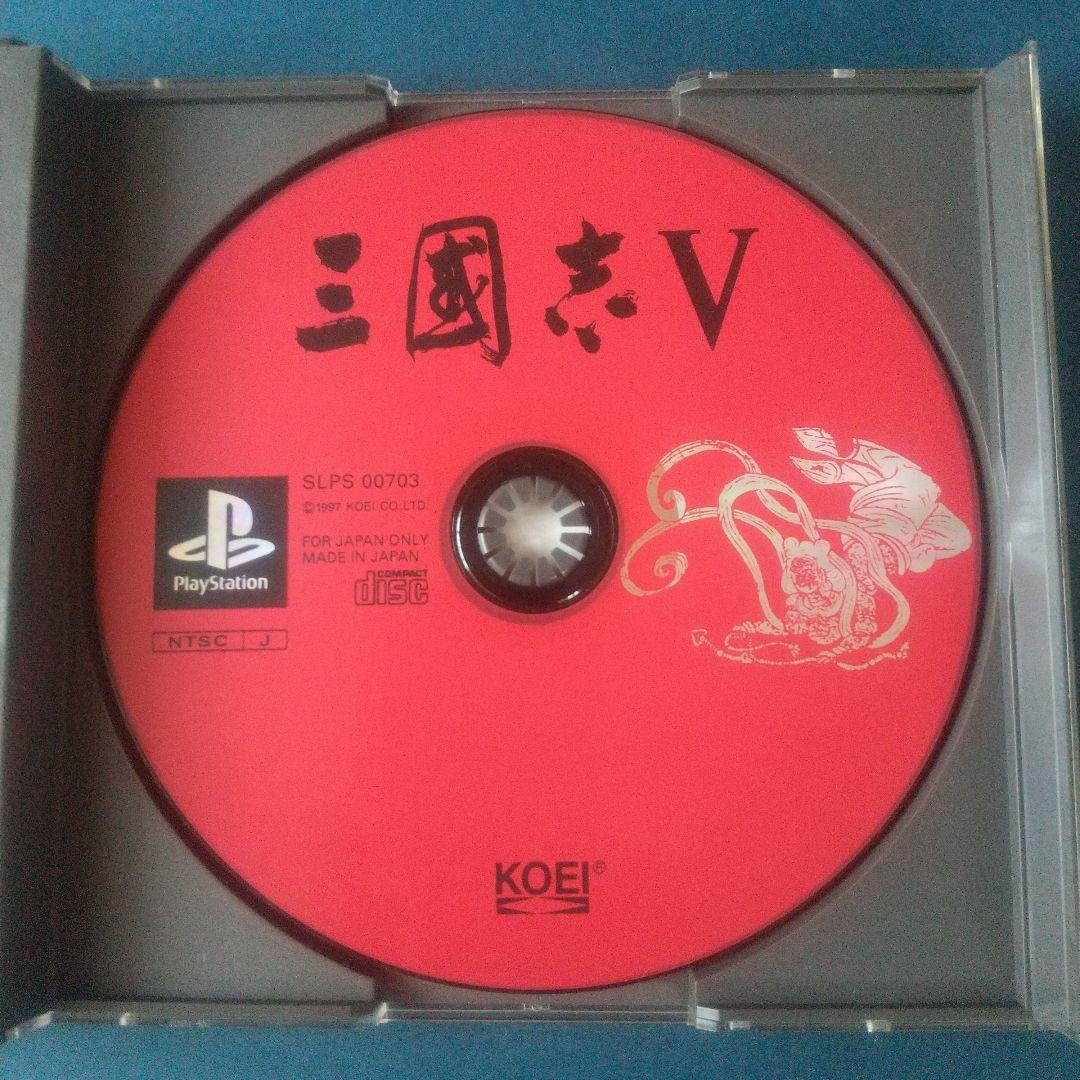 三國志V
SLPS 00703
©1997 KOEI CO.,LTD.
FOR JAPAN ONLY
MADE IN JAPAN
PlayStation
COMPACT
disc
NTSC J
KOEI®